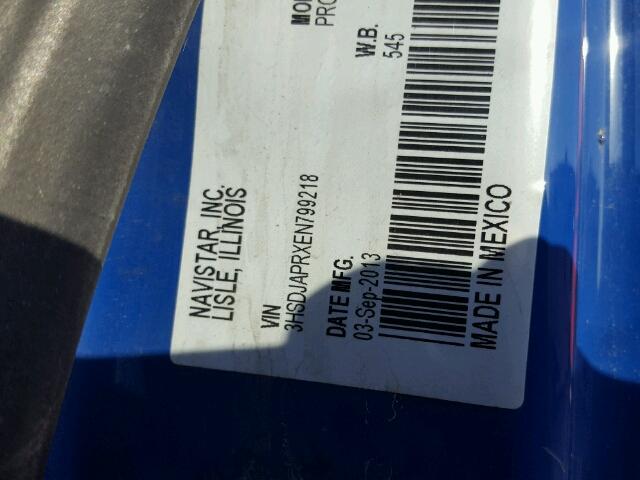 NAVISTAR, INC.
LISLE, ILLINOIS
VIN
3HSDJAPRXEN799218
DATE MFG.
03-Sep-2013
W.B.
545
MADE IN MEXICO